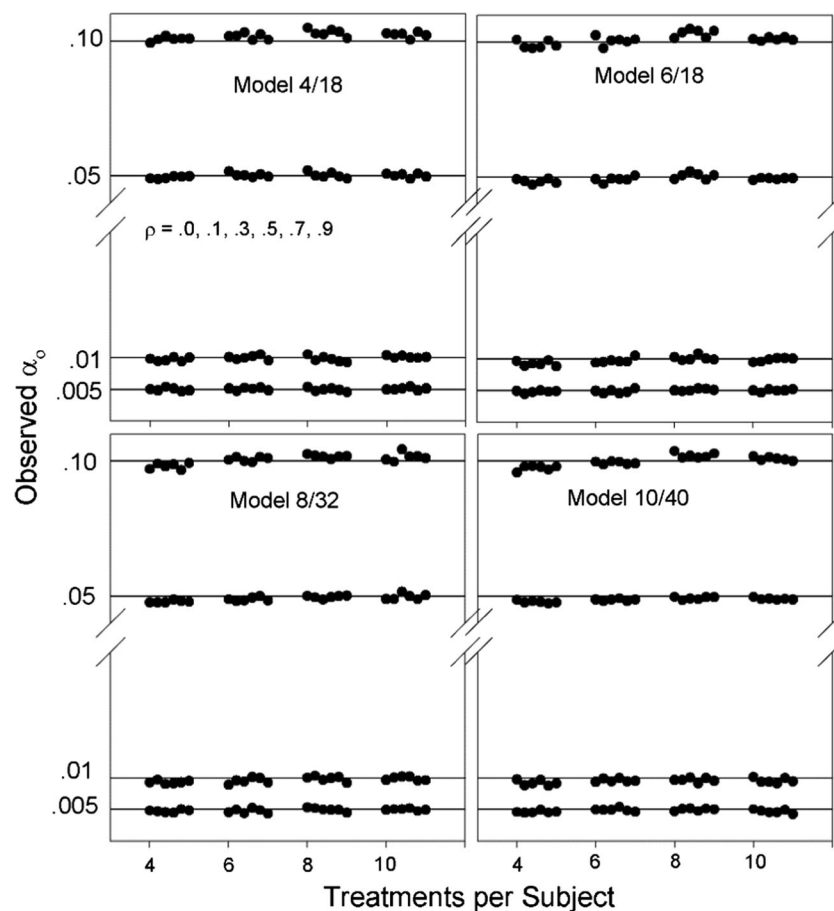 .10
Model 4/18
Model 6/18
.05
ρ = .0, .1, .3, .5, .7, .9
.01
.005
Observed αo
.10
Model 8/32
Model 10/40
.05
.01
.005
4 6 8 10 4 6 8 10
Treatments per Subject